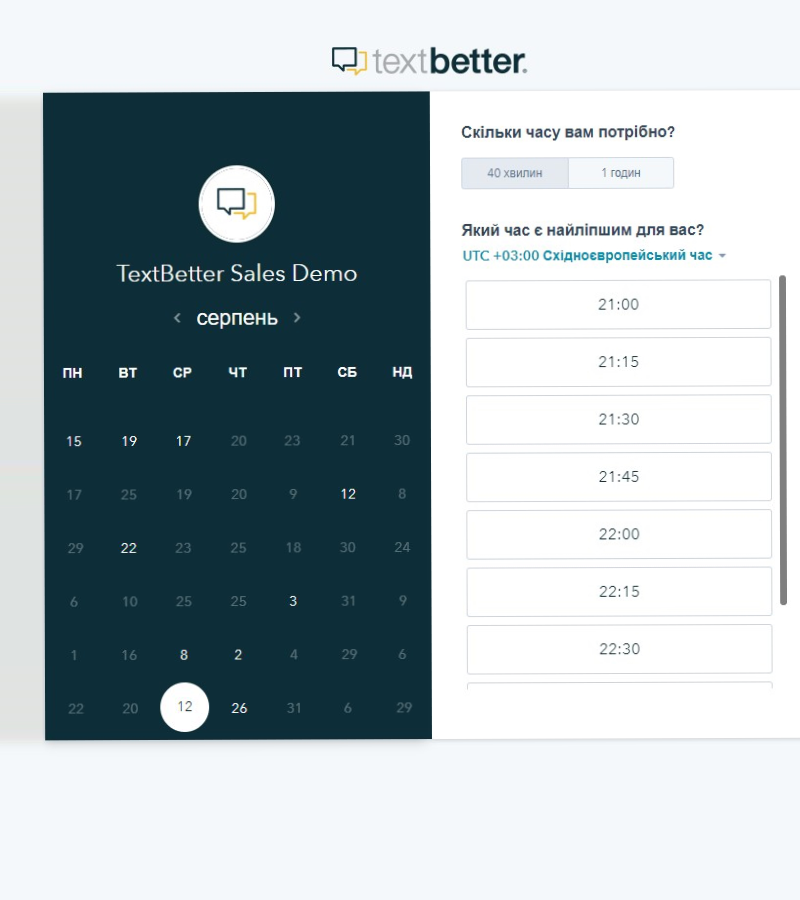 textbetter.
TextBetter Sales Demo
серпень
ПН ВТ СР ЧТ ПТ СБ НД
15 19 17 20 23 21 30
17 25 19 20 9 12 8
29 22 23 25 18 30 24
6 10 25 25 3 31 9
1 16 8 2 4 29 6
22 20 12 26 31 6 29
Скільки часу вам потрібно?
40 хвилин 1 годин
Який час є найліпшим для вас?
UTC +03:00 Східноєвропейський час
21:00
21:15
21:30
21:45
22:00
22:15
22:30